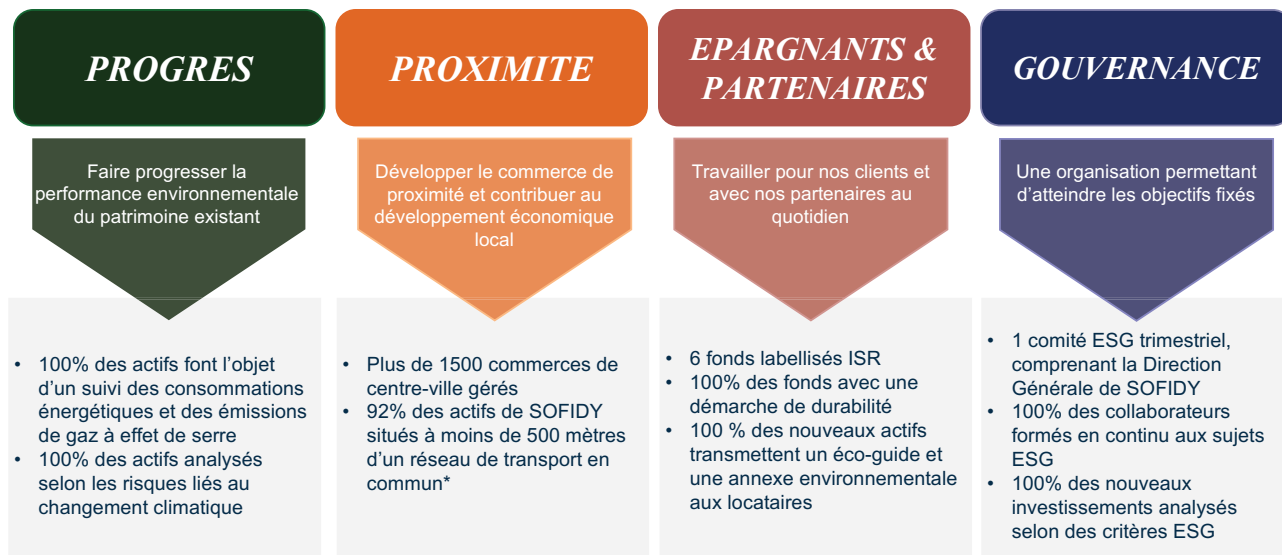 PROGRES
Faire progresser la
performance environnementale
du patrimoine existant
• 100% des actifs font l’objet
d’un suivi des consommations
énergétiques et des émissions
de gaz à effet de serre
• 100% des actifs analysés
selon les risques liés au
changement climatique
PROXIMITE
Développer le commerce de
proximité et contribuer au
développement économique
local
• Plus de 1500 commerces de
centre-ville gérés
• 92% des actifs de SOFIDY
situés à moins de 500 mètres
d’un réseau de transport en
commun*
EPARGNANTS &
PARTENAIRES
Travailler pour nos clients et
avec nos partenaires au
quotidien
• 6 fonds labellisés ISR
• 100% des fonds avec une
démarche de durabilité
• 100 % des nouveaux actifs
transmettent un éco-guide et
une annexe environnementale
aux locataires
GOUVERNANCE
Une organisation permettant
d’atteindre les objectifs fixés
• 1 comité ESG trimestriel,
comprenant la Direction
Générale de SOFIDY
• 100% des collaborateurs
formés en continu aux sujets
ESG
• 100% des nouveaux
investissements analysés
selon des critères ESG